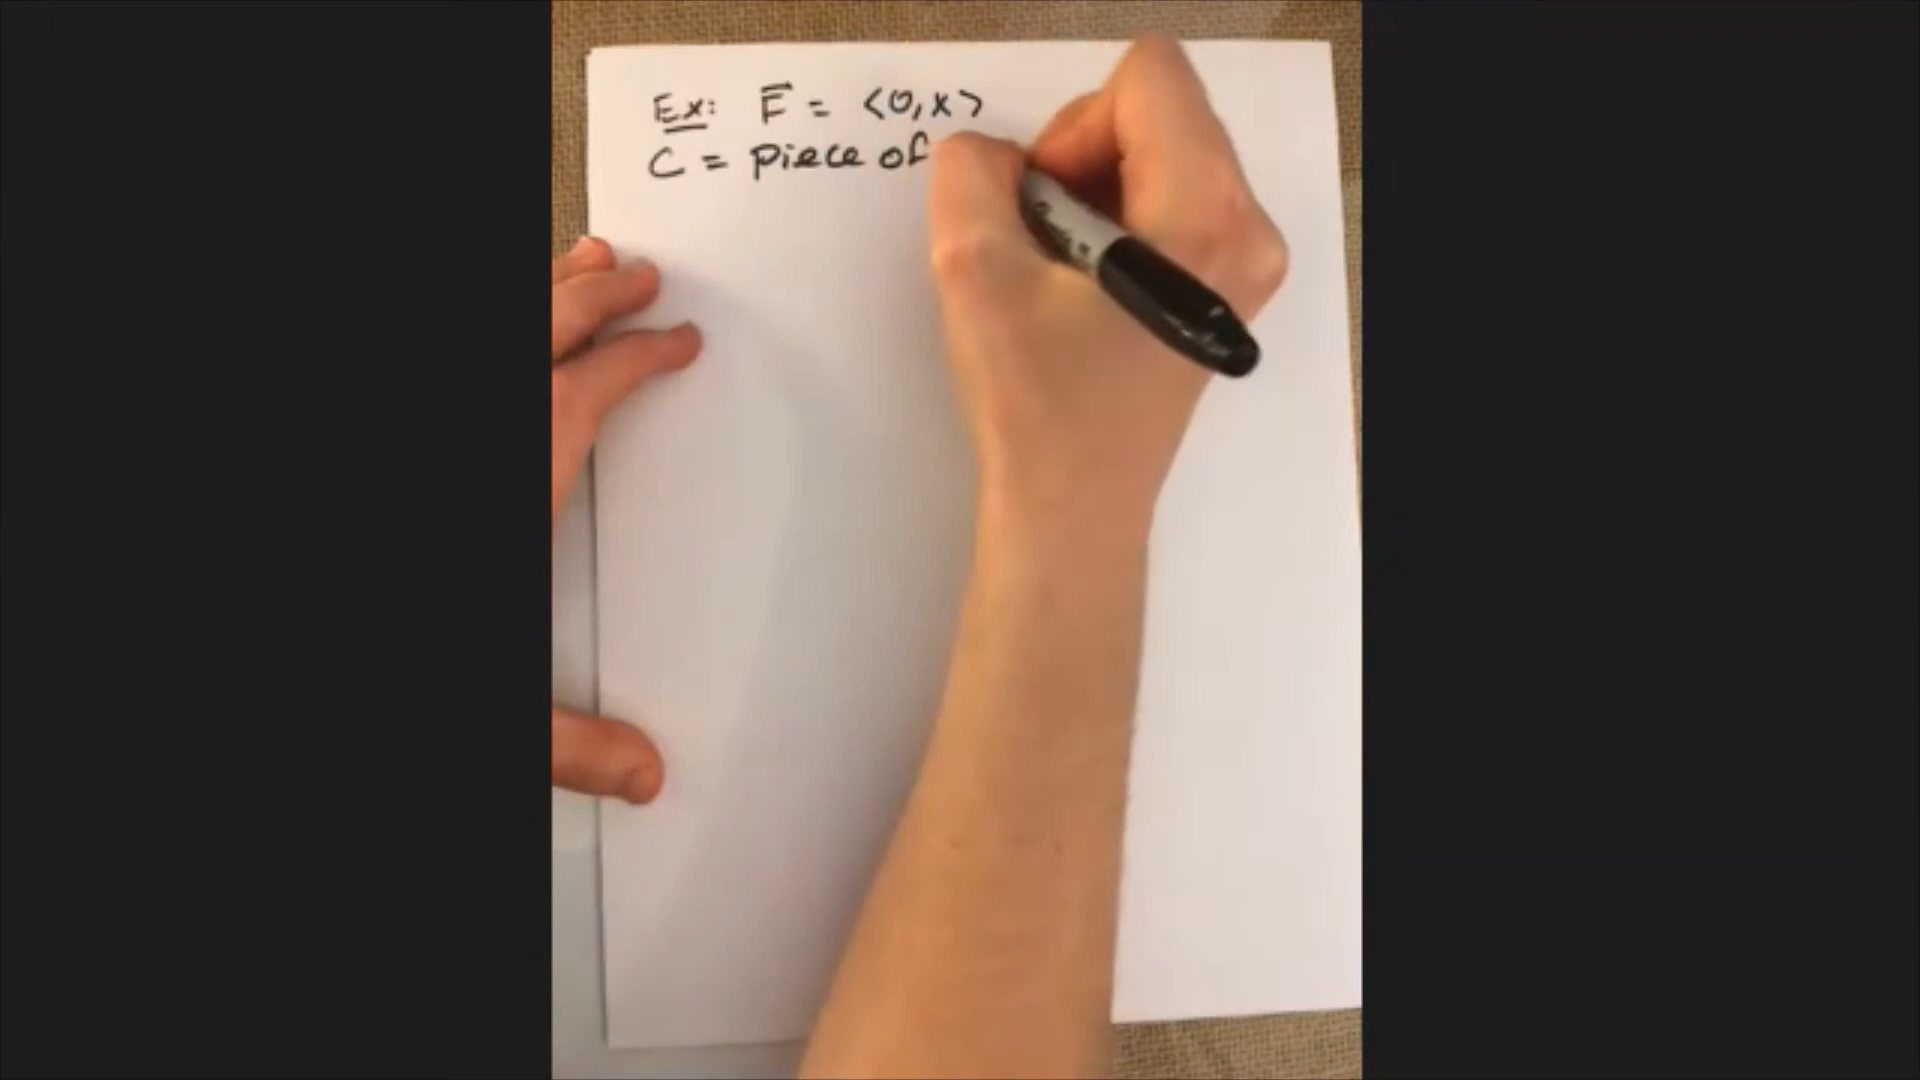 Ex: F⃗ = <0,x>
C = piece of